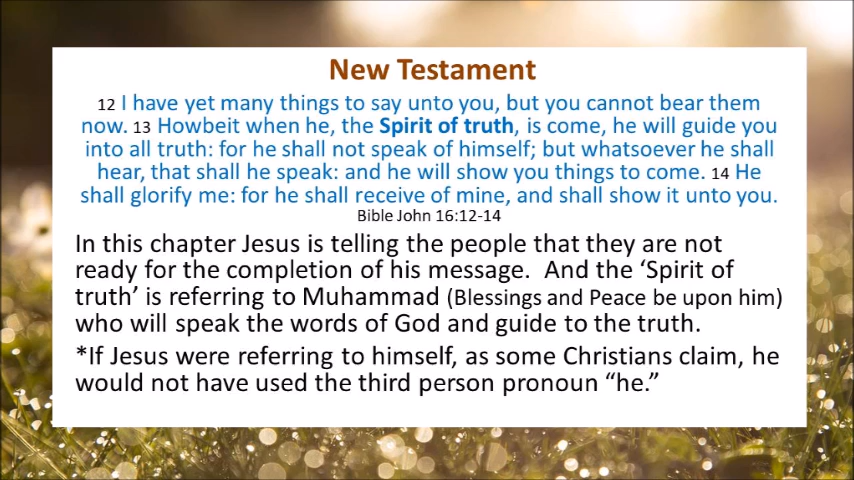 New Testament
12 I have yet many things to say unto you, but you cannot bear them
now. 13 Howbeit when he, the Spirit of truth, is come, he will guide you
into all truth: for he shall not speak of himself; but whatsoever he shall
hear, that shall he speak: and he will show you things to come. 14 He
shall glorify me: for he shall receive of mine, and shall show it unto you.
Bible John 16:12-14
In this chapter Jesus is telling the people that they are not
ready for the completion of his message.  And the ‘Spirit of
truth’ is referring to Muhammad (Blessings and Peace be upon him)
who will speak the words of God and guide to the truth.
*If Jesus were referring to himself, as some Christians claim, he
would not have used the third person pronoun “he.”